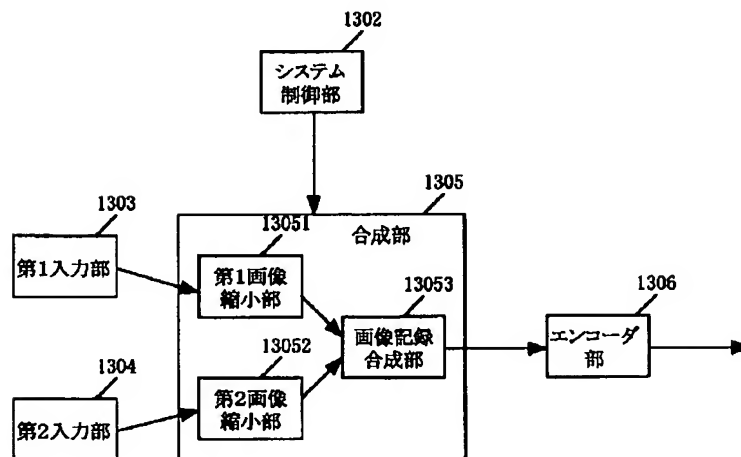 1302
システム
制御部
1303
1305
13051
合成部
第1入力部
第1画像
縮小部
13053
1306
画像記録
合成部
エンコーダ
部
1304
13052
第2入力部
第2画像
縮小部